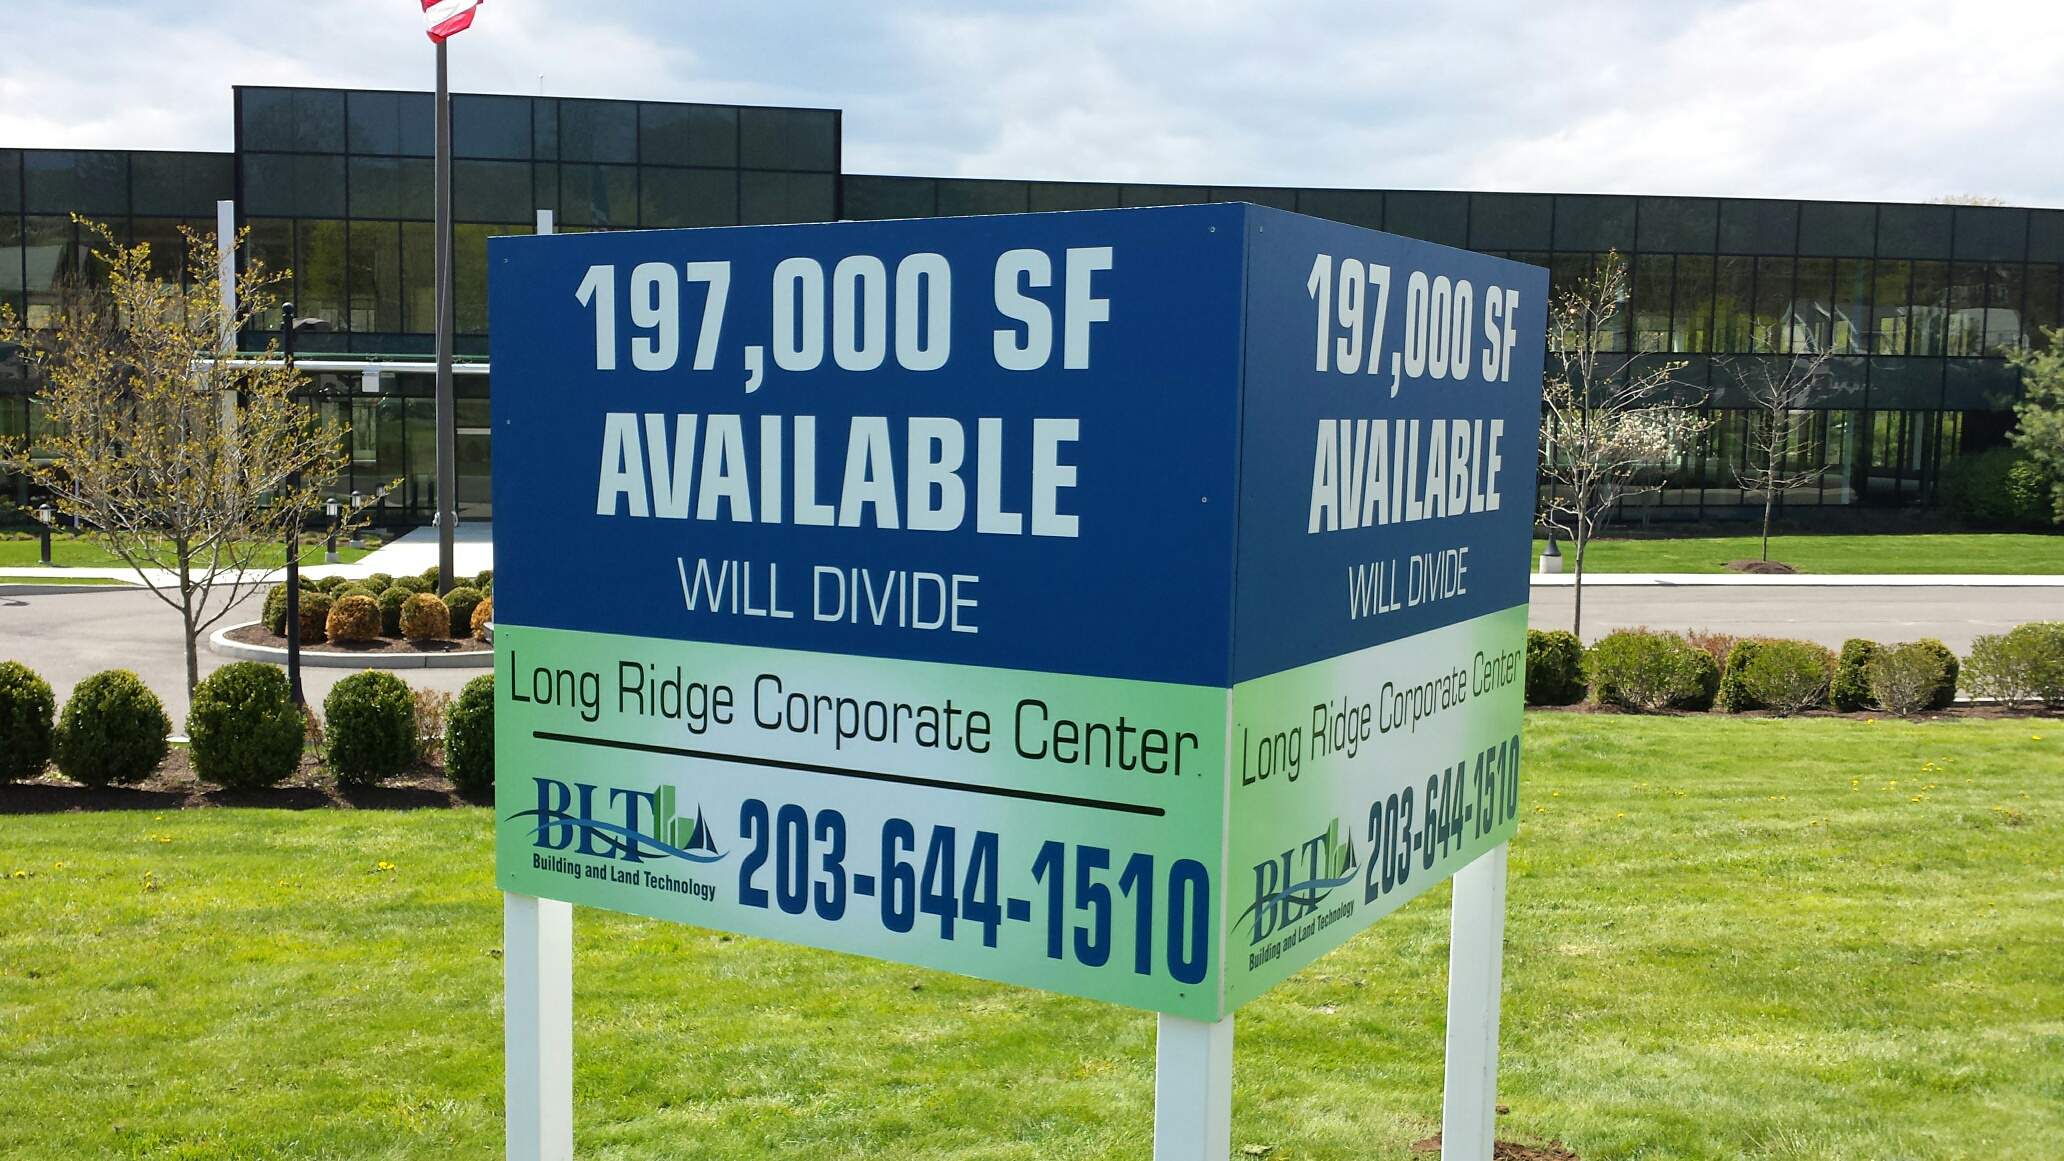 197,000 SF
AVAILABLE
WILL DIVIDE
Long Ridge Corporate Center
BLT
Building and Land Technology
203-644-1510
197,000 SF
AVAILABLE
WILL DIVIDE
Long Ridge Corporate Center
BLT
Building and Land Technology
203-644-1510